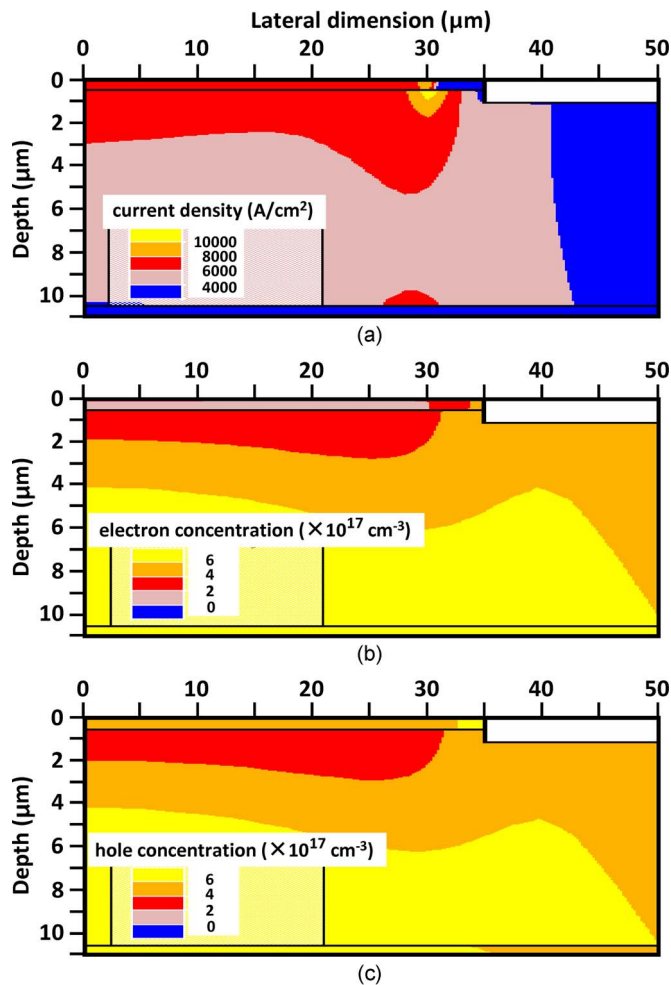 Lateral dimension (µm)
0 10 20 30 40 50
Depth (µm)
0
2
4
6
8
10
current density (A/cm²)
10000
8000
6000
4000
(a)
0 10 20 30 40 50
Depth (µm)
0
2
4
6
8
10
electron concentration (×10¹⁷ cm⁻³)
6
4
2
0
(b)
0 10 20 30 40 50
Depth (µm)
0
2
4
6
8
10
hole concentration (×10¹⁷ cm⁻³)
6
4
2
0
(c)